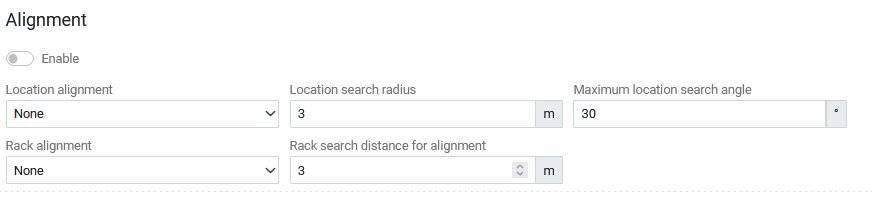 Alignment
Enable
Location alignment Location search radius Maximum location search angle
None 3 m 30 °
Rack alignment Rack search distance for alignment
None 3 m